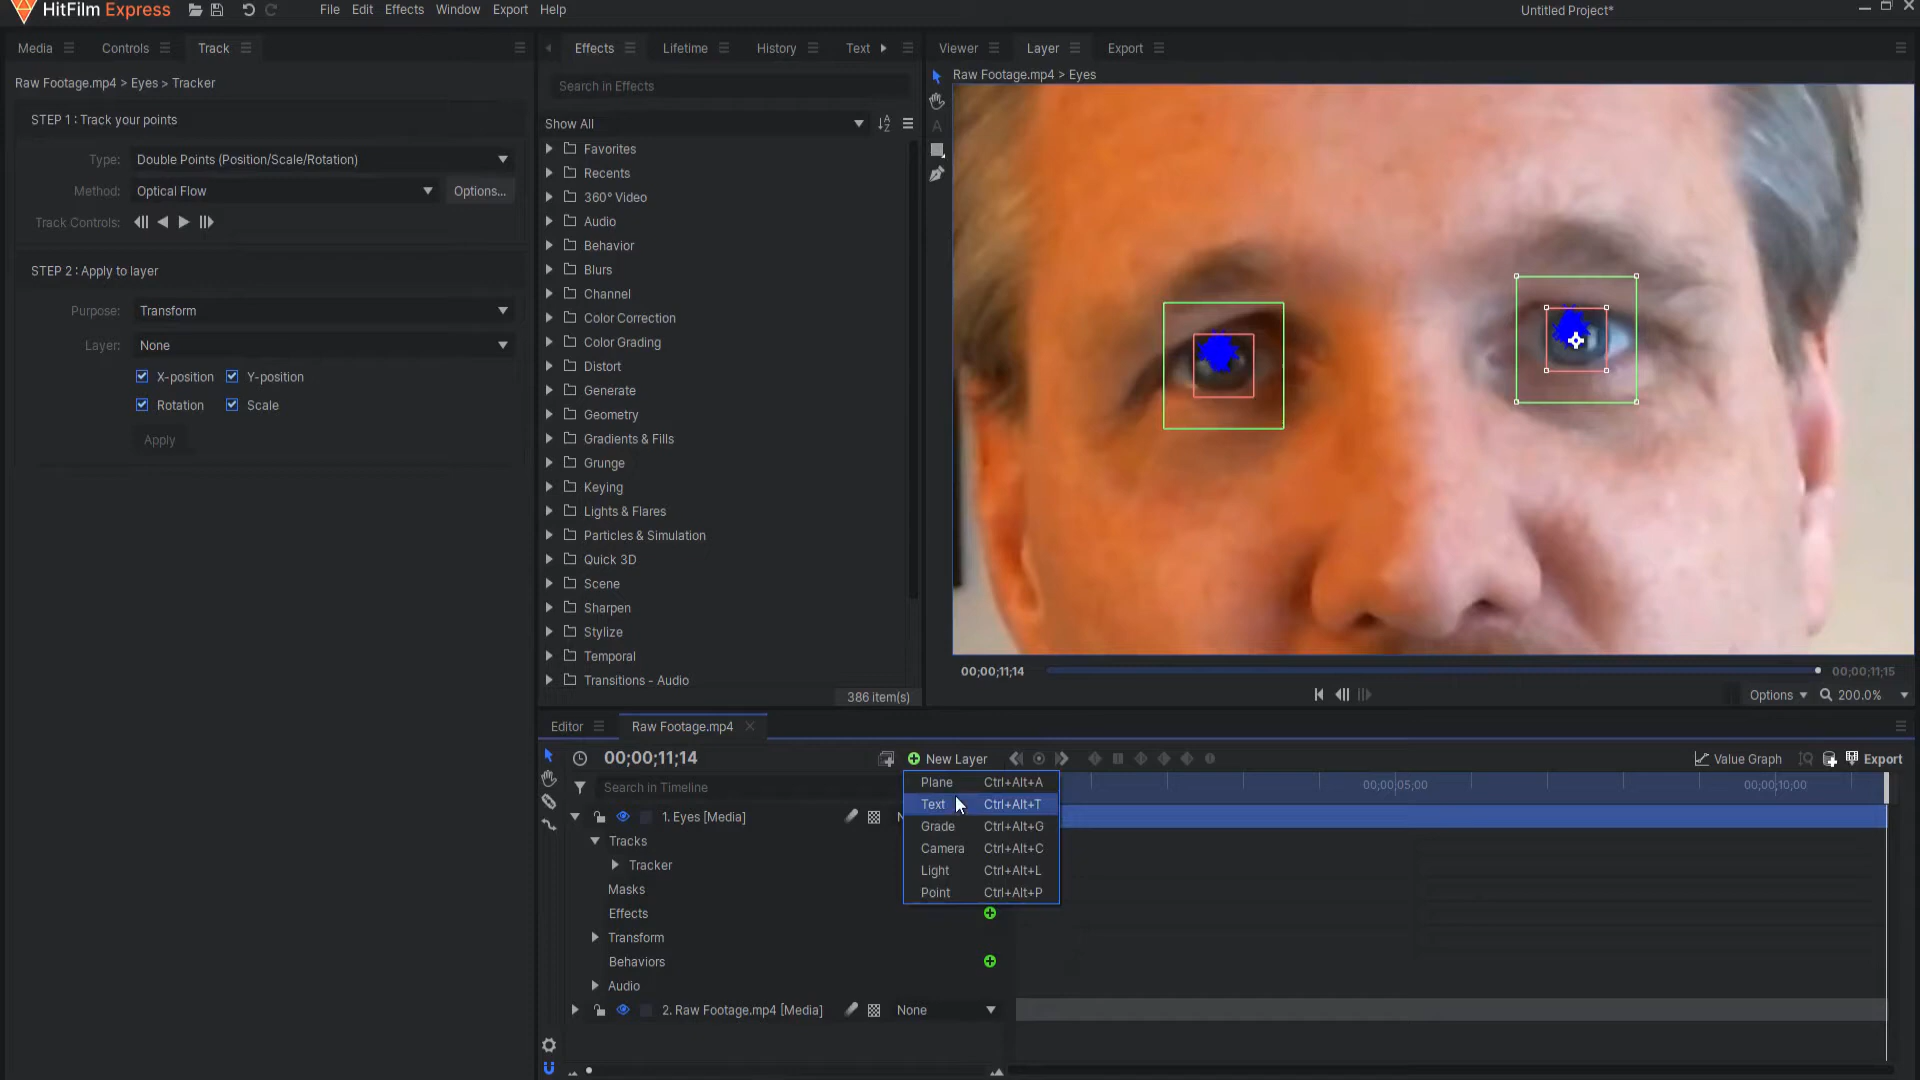 HitFilm Express
File Edit Effects Window Export Help
Untitled Project*
Media Controls Track
Effects Lifetime History Text
Viewer Layer Export
Raw Footage.mp4 > Eyes > Tracker
Search in Effects
Raw Footage.mp4 > Eyes
STEP 1 : Track your points
Show All
Type: Double Points (Position/Scale/Rotation)
Method: Optical Flow Options...
Track Controls:
STEP 2 : Apply to layer
Purpose: Transform
Layer: None
X-position Y-position
Rotation Scale
Apply
Favorites
Recents
360° Video
Audio
Behavior
Blurs
Channel
Color Correction
Color Grading
Distort
Generate
Geometry
Gradients & Fills
Grunge
Keying
Lights & Flares
Particles & Simulation
Quick 3D
Scene
Sharpen
Stylize
Temporal
Transitions - Audio
386 item(s)
00;00;11;14 00;00;11;15
Options 200.0%
Editor Raw Footage.mp4
00;00;11;14 New Layer Value Graph Export
Search in Timeline
00;00;05;00 00;00;10;00
Plane Ctrl+Alt+A
Text Ctrl+Alt+T
Grade Ctrl+Alt+G
Camera Ctrl+Alt+C
Light Ctrl+Alt+L
Point Ctrl+Alt+P
1. Eyes [Media]
Tracks
Tracker
Masks
Effects
Transform
Behaviors
Audio
2. Raw Footage.mp4 [Media] None